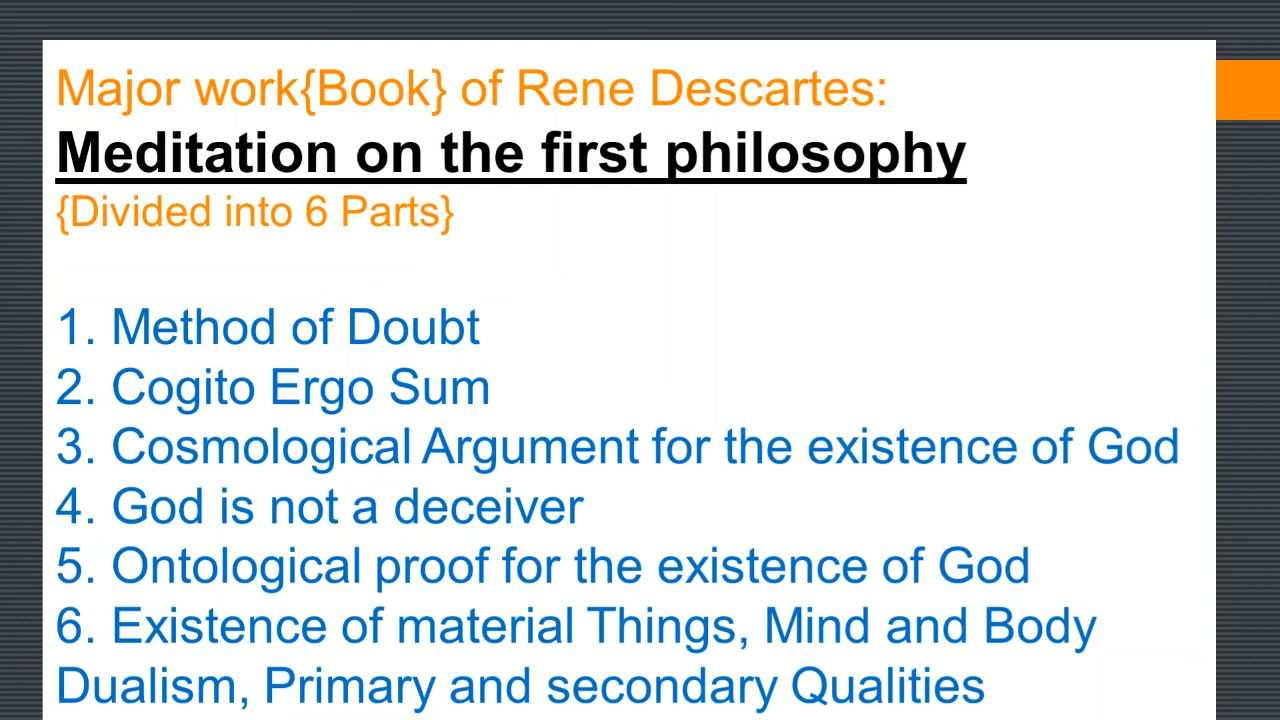 Major work{Book} of Rene Descartes:
Meditation on the first philosophy
{Divided into 6 Parts}
1. Method of Doubt
2. Cogito Ergo Sum
3. Cosmological Argument for the existence of God
4. God is not a deceiver
5. Ontological proof for the existence of God
6. Existence of material Things, Mind and Body
Dualism, Primary and secondary Qualities